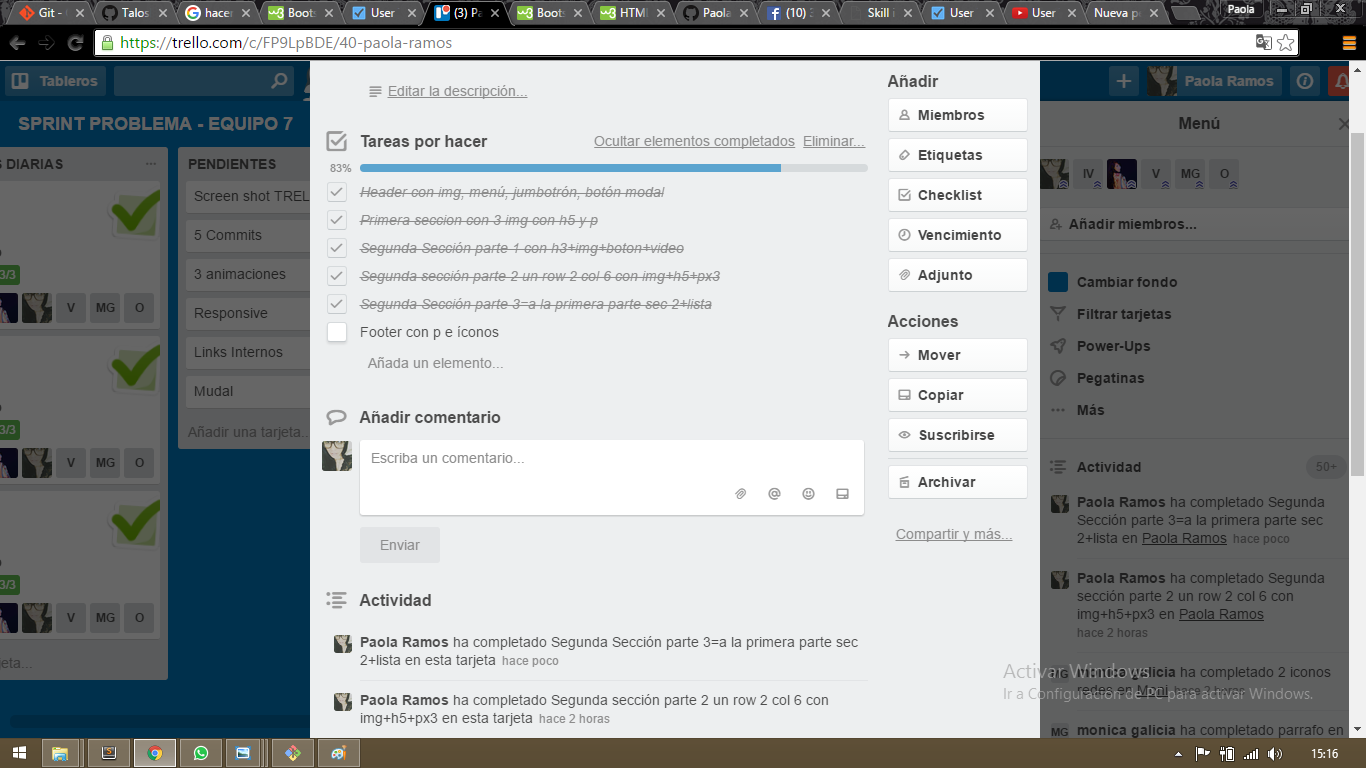 Git -
Talos
hacer
Boots
User
(3) Pa
Boots
HTML
Paola
(10)
Skill i
User
User
Nueva p
Paola
https://trello.com/c/FP9LpBDE/40-paola-ramos
Tableros
Paola Ramos
SPRINT PROBLEMA - EQUIPO 7
S DIARIAS
3/3
V
MG
O
V
MG
O
3/3
V
MG
O
jeta...
PENDIENTES
Screen shot TREL
5 Commits
3 animaciones
Responsive
Links Internos
Mudal
Añadir una tarjeta...
Editar la descripción...
Tareas por hacer
Ocultar elementos completados Eliminar...
83%
Header con img, menú, jumbotrón, botón modal
Primera seccion con 3 img con h5 y p
Segunda Sección parte 1 con h3+img+boton+video
Segunda sección parte 2 un row 2 col 6 con img+h5+px3
Segunda Sección parte 3=a la primera parte sec 2+lista
Footer con p e íconos
Añada un elemento...
Añadir comentario
Escriba un comentario...
Enviar
Actividad
Paola Ramos ha completado Segunda Sección parte 3=a la primera parte sec
2+lista en esta tarjeta hace poco
Paola Ramos ha completado Segunda sección parte 2 un row 2 col 6 con
img+h5+px3 en esta tarjeta hace 2 horas
Añadir
Miembros
Etiquetas
Checklist
Vencimiento
Adjunto
Acciones
Mover
Copiar
Suscribirse
Archivar
Compartir y más...
Menú
IV
V
MG
O
Añadir miembros...
Cambiar fondo
Filtrar tarjetas
Power-Ups
Pegatinas
Más
Actividad
50+
Paola Ramos ha completado Segunda
Sección parte 3=a la primera parte sec
2+lista en Paola Ramos hace poco
Paola Ramos ha completado Segunda
sección parte 2 un row 2 col 6 con
img+h5+px3 en Paola Ramos
hace 2 horas
MG
monica galicia ha completado 2 iconos
redes en Moni hace 2 horas
MG
monica galicia ha completado parrafo en
Activar Windows
Ir a Configuración de PC para activar Windows.
15:16